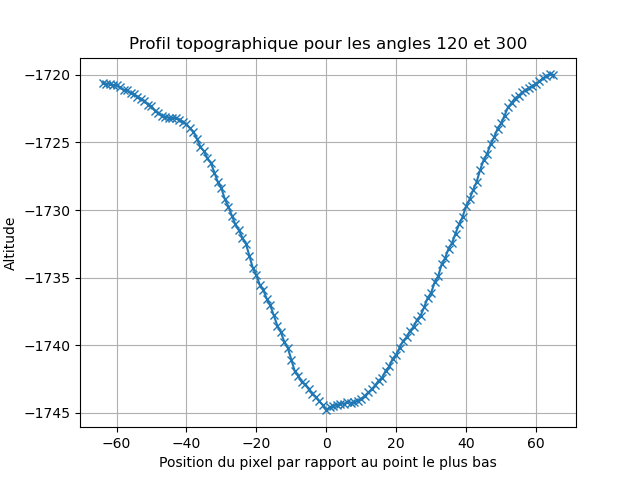 Profil topographique pour les angles 120 et 300
Altitude
−1720
−1725
−1730
−1735
−1740
−1745
−60 −40 −20 0 20 40 60
Position du pixel par rapport au point le plus bas